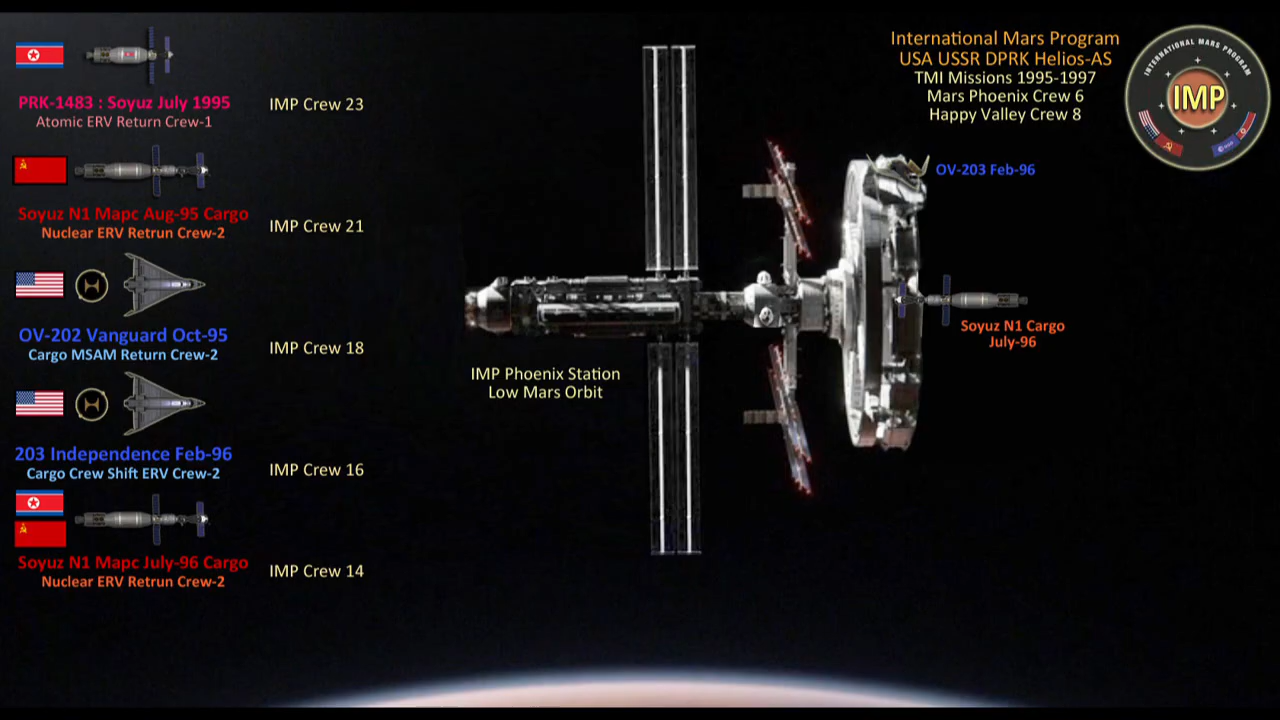 PRK-1483 : Soyuz July 1995
Atomic ERV Return Crew-1
IMP Crew 23
Soyuz N1 Mapc Aug-95 Cargo
Nuclear ERV Retrun Crew-2
IMP Crew 21
OV-202 Vanguard Oct-95
Cargo MSAM Return Crew-2
IMP Crew 18
203 Independence Feb-96
Cargo Crew Shift ERV Crew-2
IMP Crew 16
Soyuz N1 Mapc July-96 Cargo
Nuclear ERV Retrun Crew-2
IMP Crew 14
IMP Phoenix Station
Low Mars Orbit
International Mars Program
USA USSR DPRK Helios-AS
TMI Missions 1995-1997
Mars Phoenix Crew 6
Happy Valley Crew 8
INTERNATIONAL MARS PROGRAM
IMP
OV-203 Feb-96
Soyuz N1 Cargo
July-96